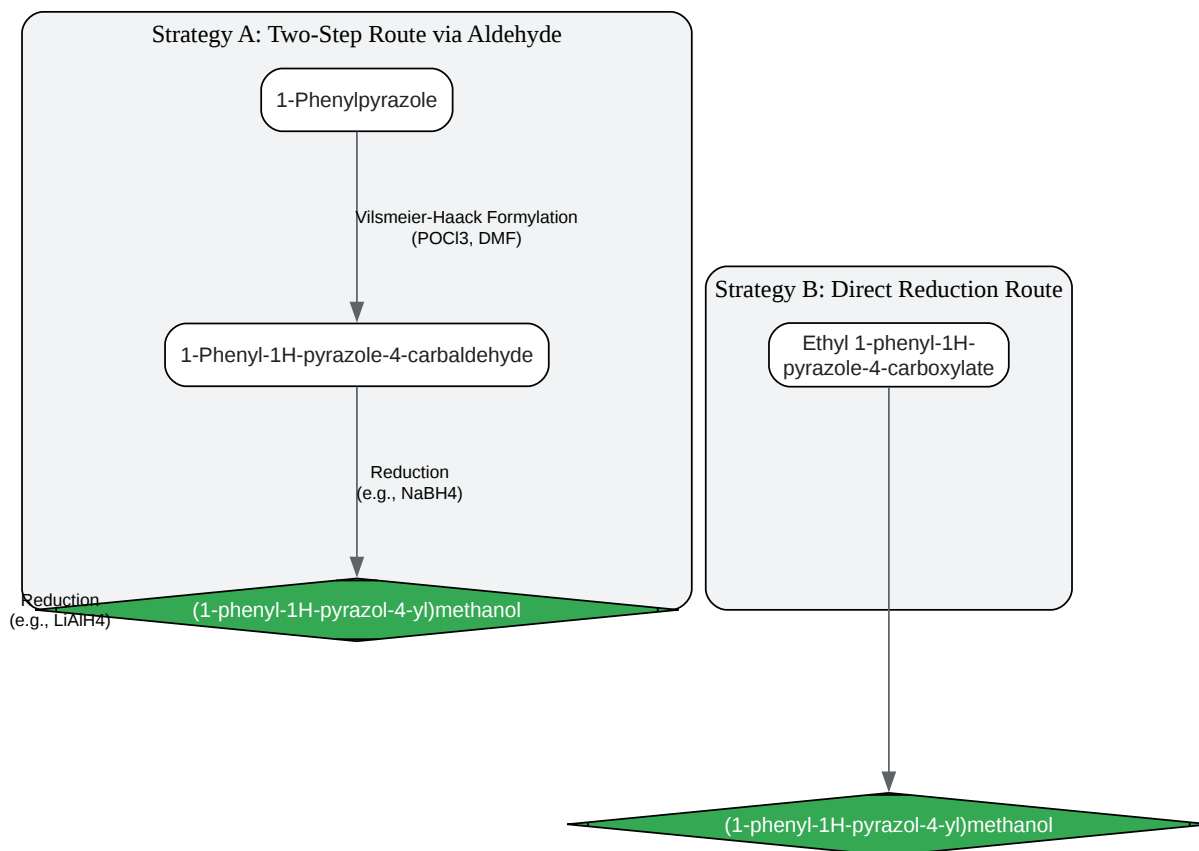 Strategy A: Two-Step Route via Aldehyde
1-Phenylpyrazole
Vilsmeier-Haack Formylation
(POCl3, DMF)
1-Phenyl-1H-pyrazole-4-carbaldehyde
Reduction
(e.g., NaBH4)
(1-phenyl-1H-pyrazol-4-yl)methanol
Reduction
(e.g., LiAlH4)
Strategy B: Direct Reduction Route
Ethyl 1-phenyl-1H-
pyrazole-4-carboxylate
(1-phenyl-1H-pyrazol-4-yl)methanol